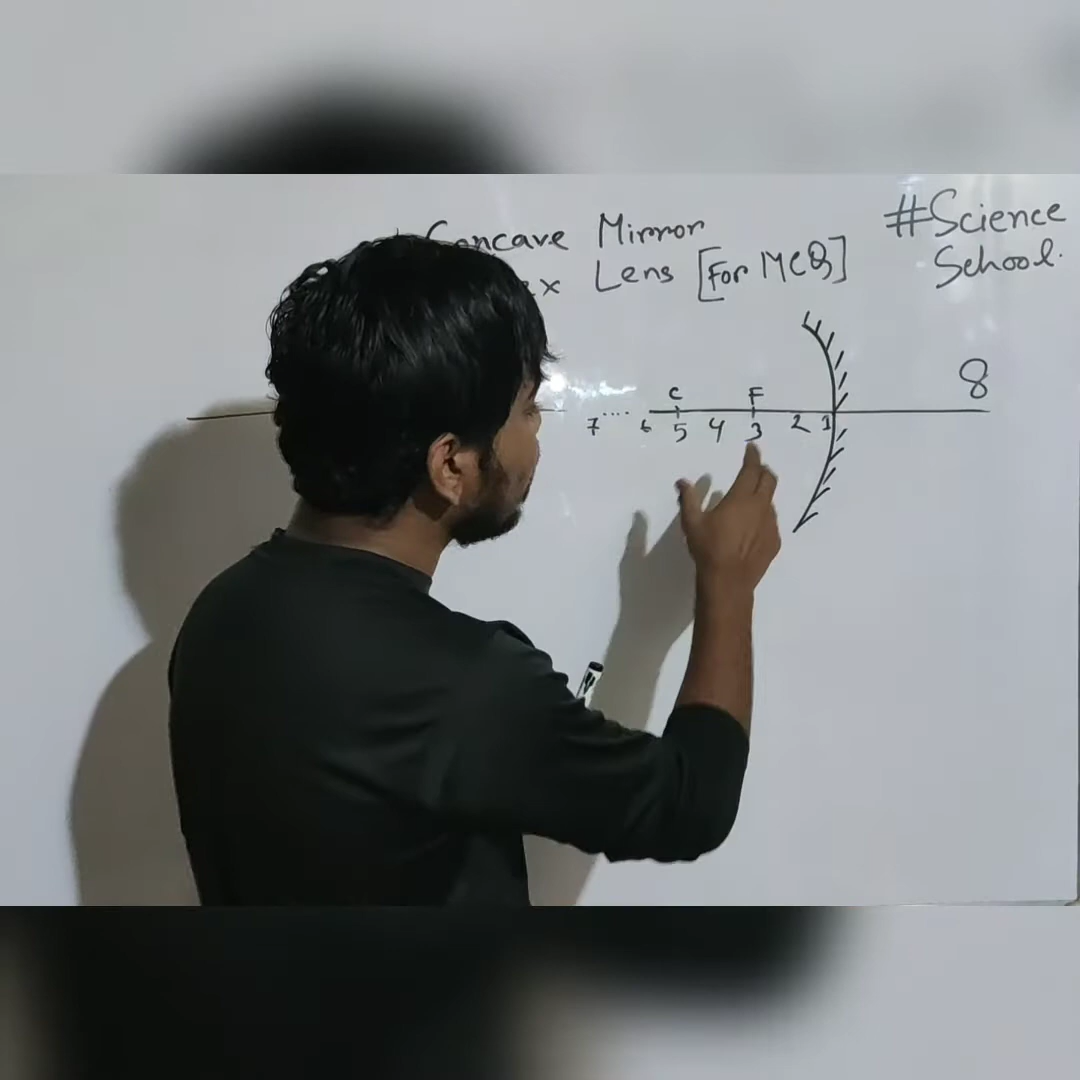 Concave Mirror
Lens [For MCQ]
#Science
School.
8
C F
7 .... 6 5 4 3 2 1